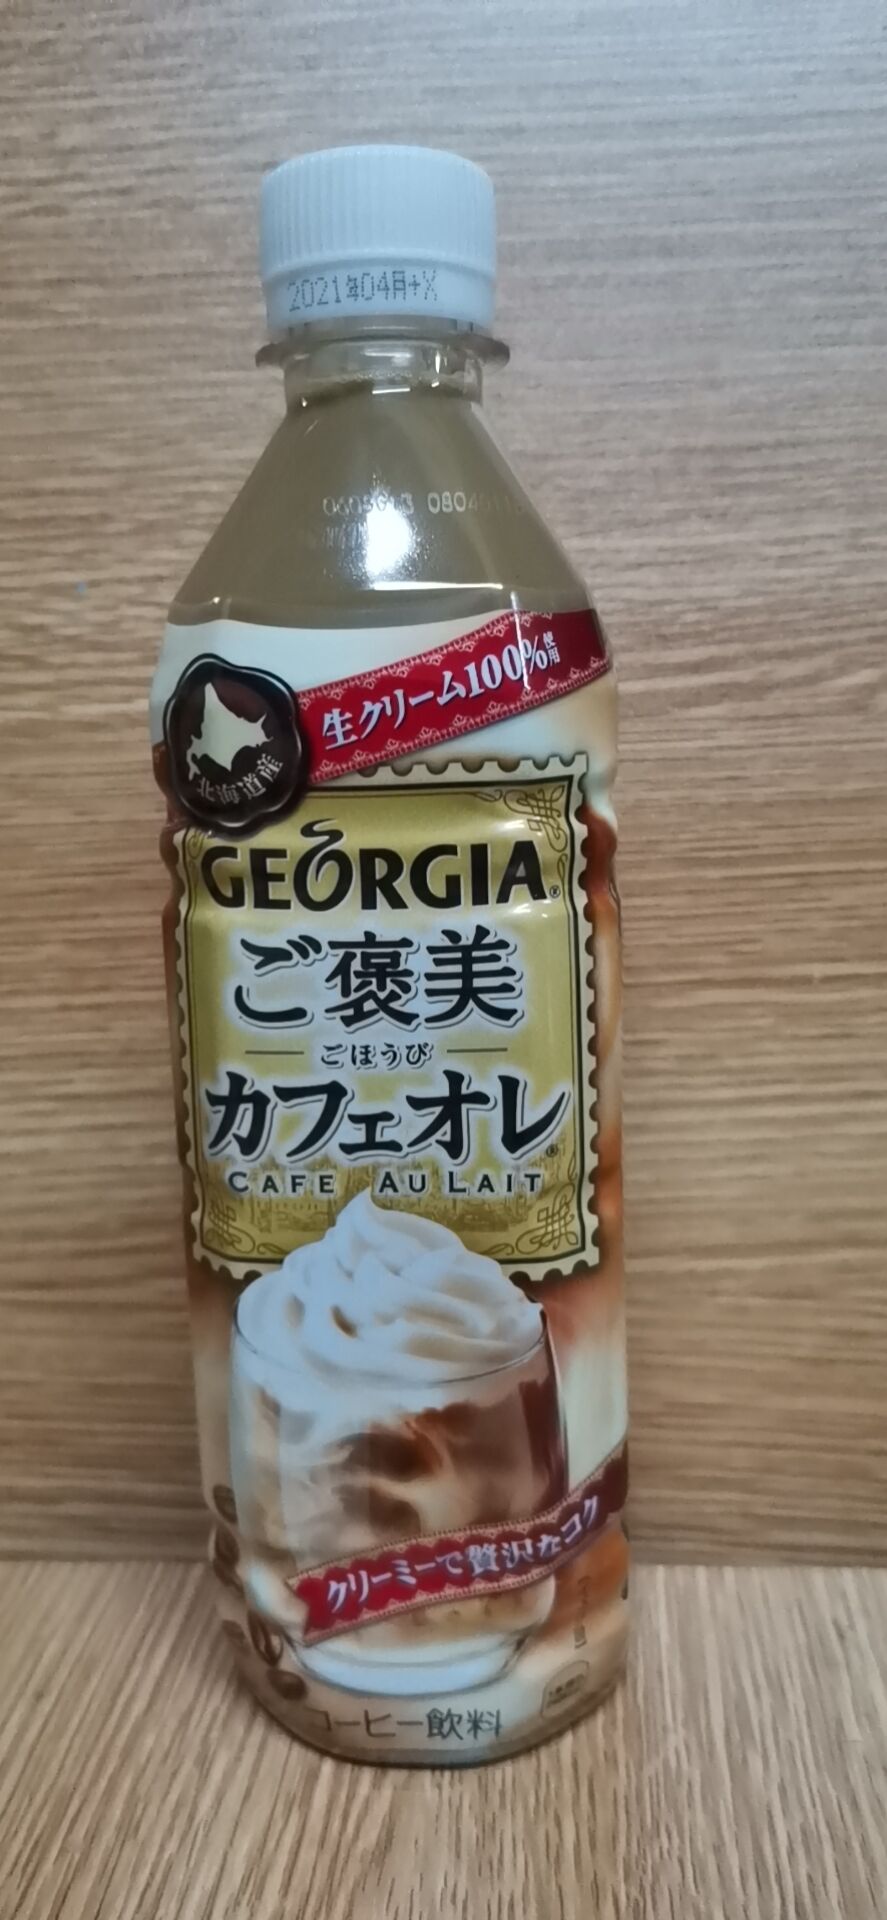 2021年04月+X
生クリーム100%使用
北海道産
GEORGIA®
ご褒美
ごほうび
カフェオレ®
CAFE AU LAIT
クリーミーで贅沢なコク
コーヒー飲料